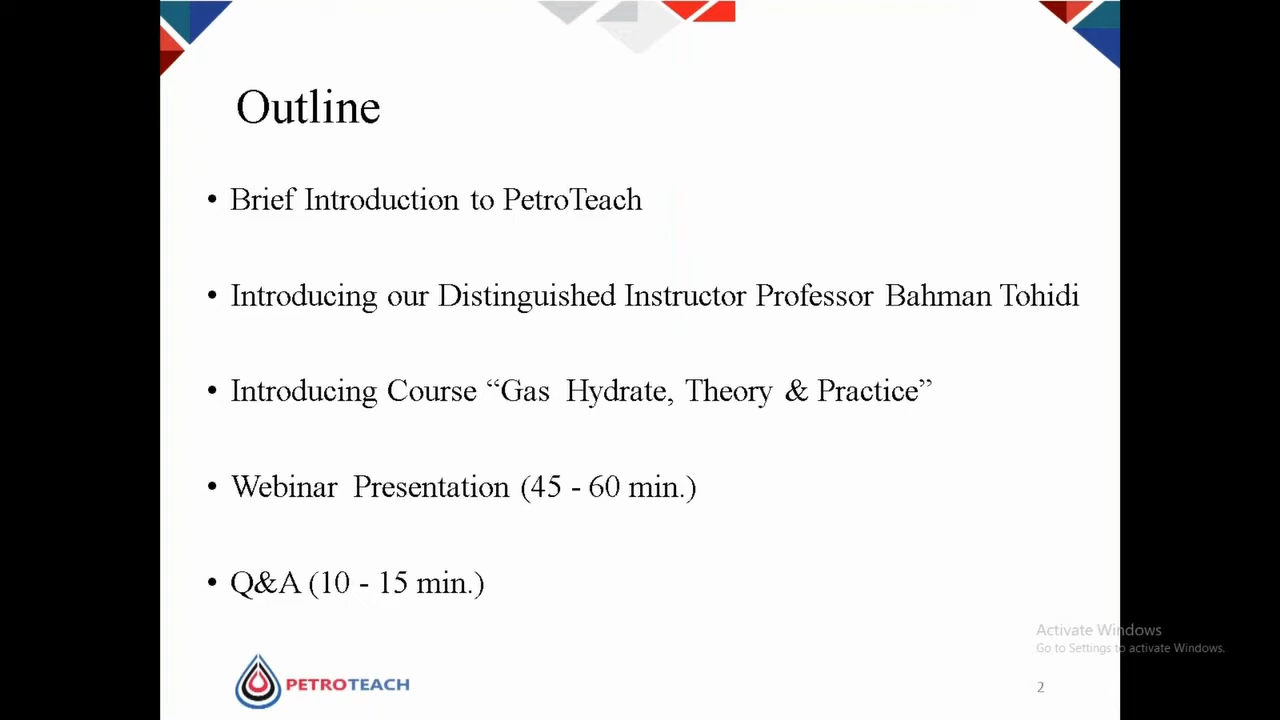 Outline
• Brief Introduction to PetroTeach
• Introducing our Distinguished Instructor Professor Bahman Tohidi
• Introducing Course “Gas Hydrate, Theory & Practice”
• Webinar Presentation (45 - 60 min.)
• Q&A (10 - 15 min.)
Activate Windows
Go to Settings to activate Windows.
PETROTEACH
2